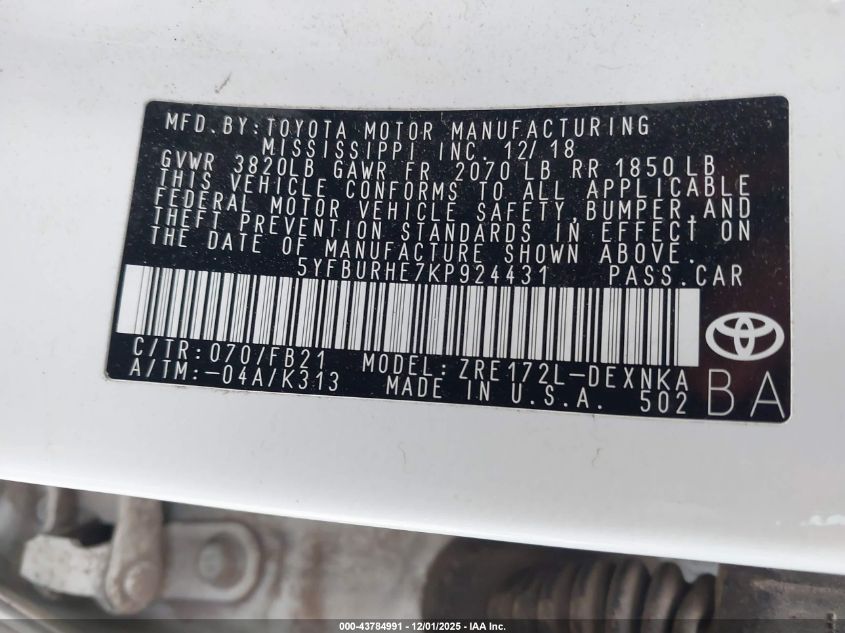 MFD.BY:TOYOTA MOTOR MANUFACTURING
MISSISSIPPI INC. 12/18
GVWR 3820LB GAWR FR 2070 LB RR 1850 LB
THIS VEHICLE CONFORMS TO ALL APPLICABLE
FEDERAL MOTOR VEHICLE SAFETY,BUMPER,AND
THEFT PREVENTION STANDARDS IN EFFECT ON
THE DATE OF MANUFACTURE SHOWN ABOVE.
5YFBURHE7KP924431 PASS.CAR
C/TR:070/FB21 MODEL:ZRE172L-DEXNKA
A/TM:-04A/K313 MADE IN U.S.A. 502
BA
000-43784991 - 12/01/2025 - IAA Inc.